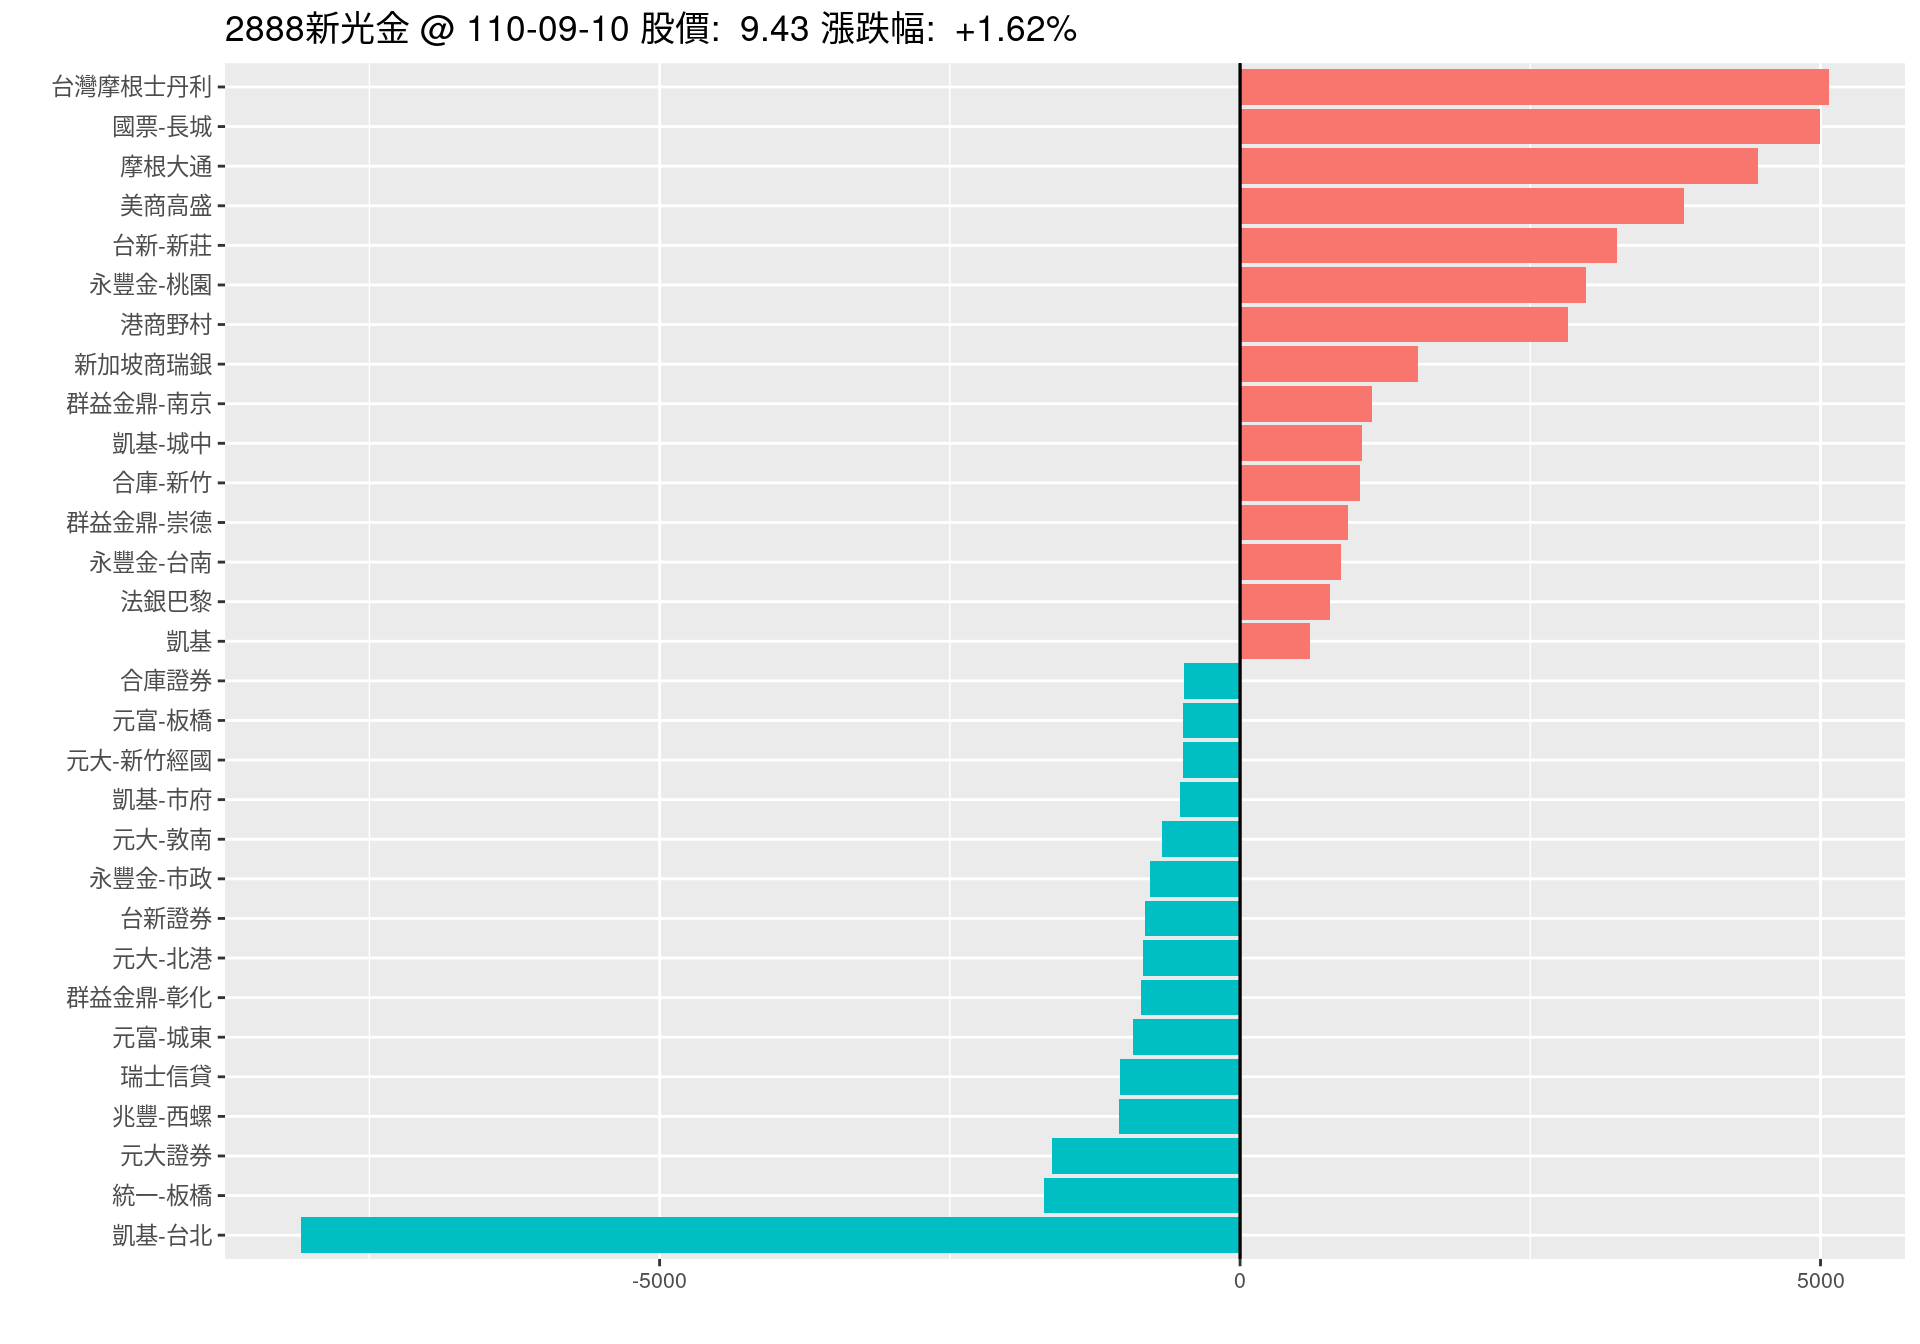 2888新光金 @ 110-09-10 股價:  9.43 漲跌幅:  +1.62%
台灣摩根士丹利
國票-長城
摩根大通
美商高盛
台新-新莊
永豐金-桃園
港商野村
新加坡商瑞銀
群益金鼎-南京
凱基-城中
合庫-新竹
群益金鼎-崇德
永豐金-台南
法銀巴黎
凱基
合庫證券
元富-板橋
元大-新竹經國
凱基-市府
元大-敦南
永豐金-市政
台新證券
元大-北港
群益金鼎-彰化
元富-城東
瑞士信貸
兆豐-西螺
元大證券
統一-板橋
凱基-台北
-5000 0 5000